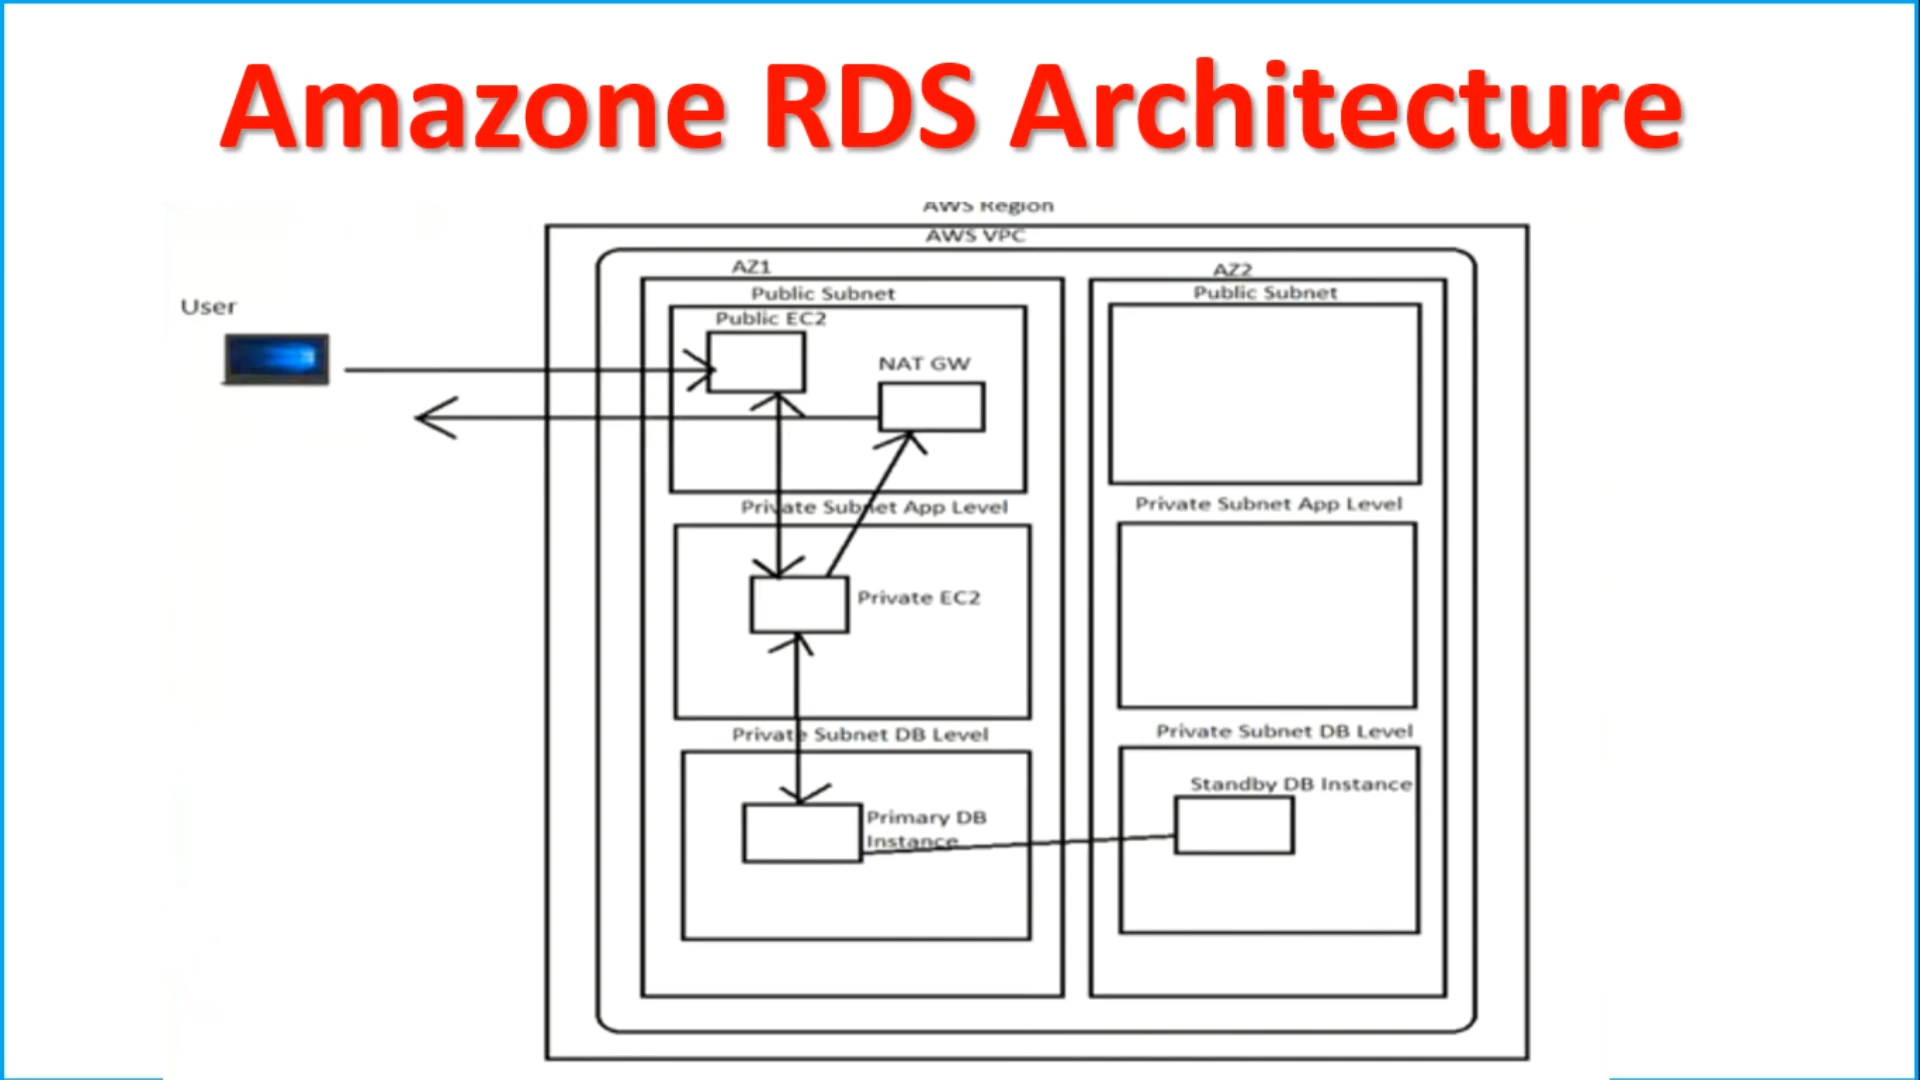 Amazone RDS Architecture
AWS Region
AWS VPC
AZ1
AZ2
Public Subnet
Public Subnet
User
Public EC2
NAT GW
Private Subnet App Level
Private Subnet App Level
Private EC2
Private Subnet DB Level
Private Subnet DB Level
Standby DB Instance
Primary DB
Instance